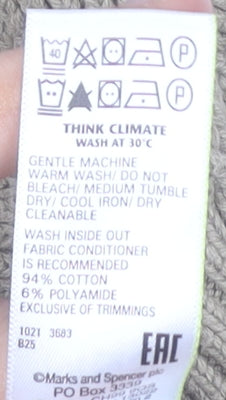 40 P
P
THINK CLIMATE
WASH AT 30°C
GENTLE MACHINE
WARM WASH/ DO NOT
BLEACH/ MEDIUM TUMBLE
DRY/ COOL IRON/ DRY
CLEANABLE
WASH INSIDE OUT
FABRIC CONDITIONER
IS RECOMMENDED
94% COTTON
6% POLYAMIDE
EXCLUSIVE OF TRIMMINGS
1021 3683
B25
EAC
©Marks and Spencer plc
PO Box 3339